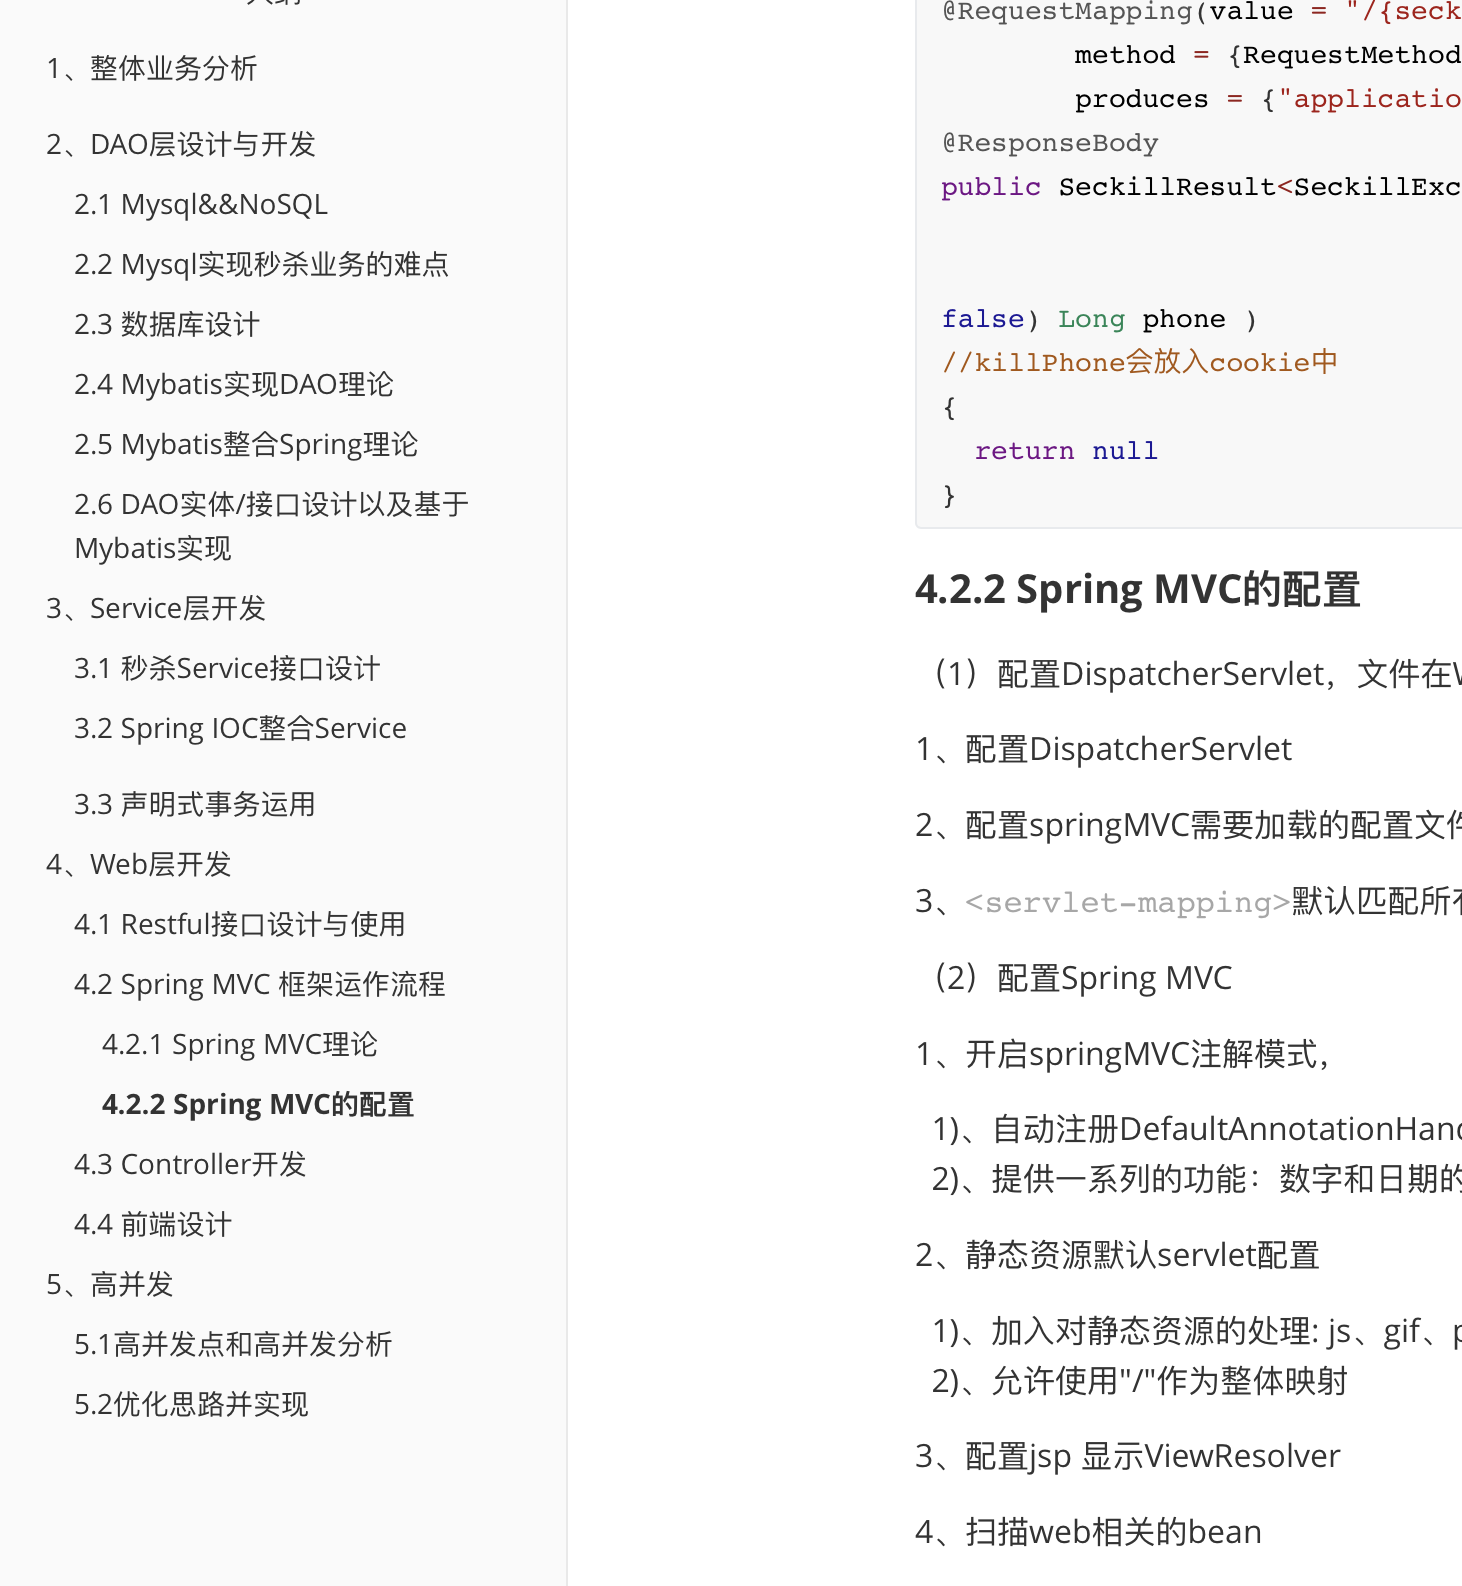 1、整体业务分析
2、DAO层设计与开发
2.1 Mysql&&NoSQL
2.2 Mysql实现秒杀业务的难点
2.3 数据库设计
2.4 Mybatis实现DAO理论
2.5 Mybatis整合Spring理论
2.6 DAO实体/接口设计以及基于
Mybatis实现
3、Service层开发
3.1 秒杀Service接口设计
3.2 Spring IOC整合Service
3.3 声明式事务运用
4、Web层开发
4.1 Restful接口设计与使用
4.2 Spring MVC 框架运作流程
4.2.1 Spring MVC理论
4.2.2 Spring MVC的配置
4.3 Controller开发
4.4 前端设计
5、高并发
5.1高并发点和高并发分析
5.2优化思路并实现
@RequestMapping(value = "/{seck
method = {RequestMethod
produces = {"applicatio
@ResponseBody
public SeckillResult<SeckillExc
false) Long phone )
//killPhone会放入cookie中
{
return null
}
4.2.2 Spring MVC的配置
（1）配置DispatcherServlet，文件在
1、配置DispatcherServlet
2、配置springMVC需要加载的配置文件
3、<servlet-mapping>默认匹配所有
（2）配置Spring MVC
1、开启springMVC注解模式，
1)、自动注册DefaultAnnotationHan
2)、提供一系列的功能：数字和日期的
2、静态资源默认servlet配置
1)、加入对静态资源的处理: js、gif、p
2)、允许使用"/"作为整体映射
3、配置jsp 显示ViewResolver
4、扫描web相关的bean